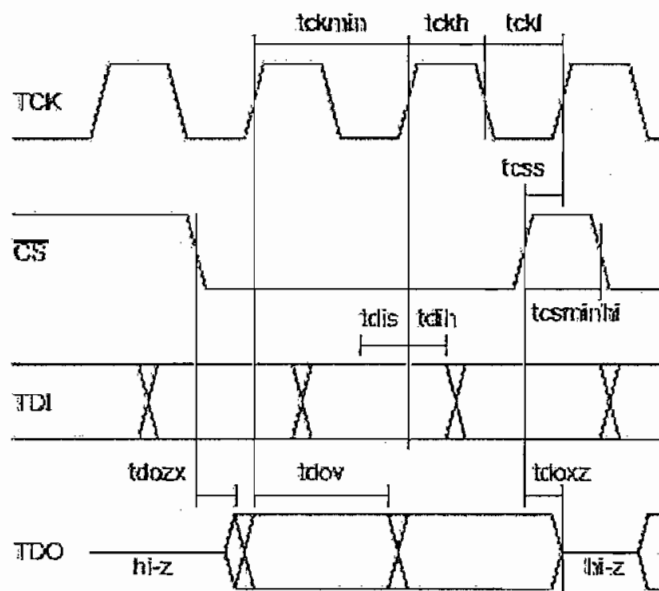 tckmin tckh tckl
TCK
tcss
CS
tcsminhi
tdis tdih
TDI
tdozx tdov tdoxz
TDO
hi-z hi-z